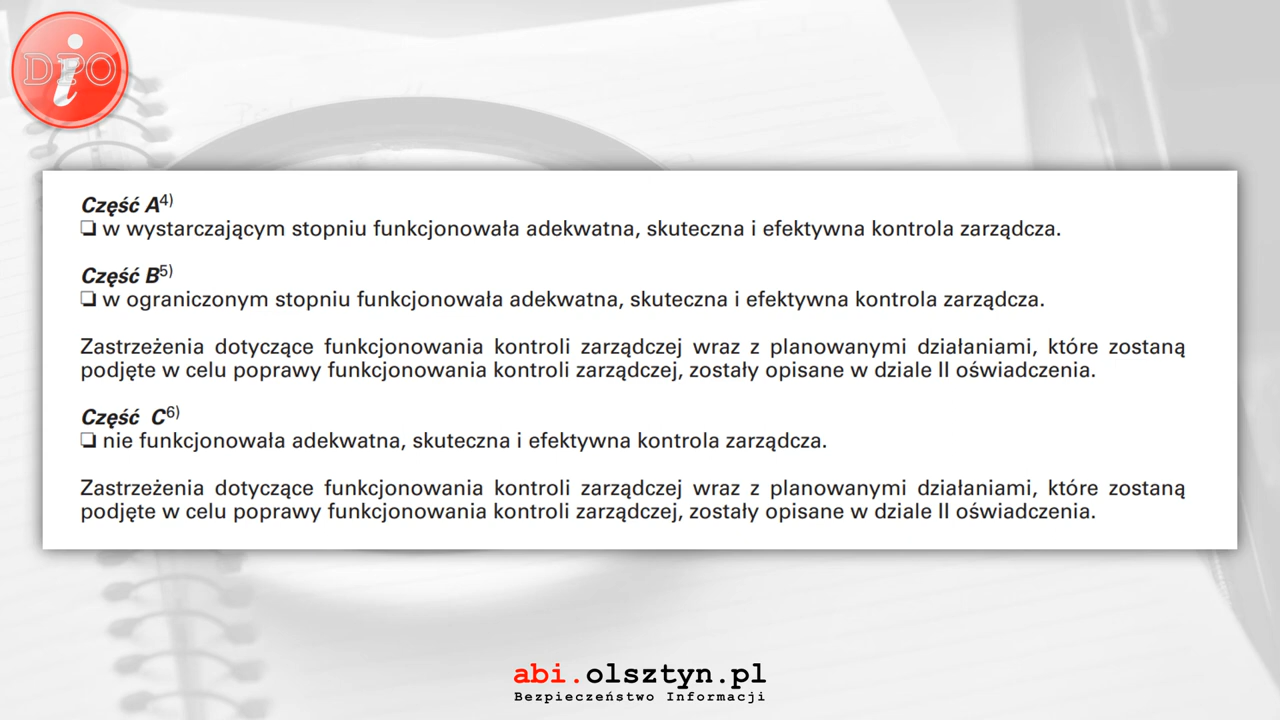 DPO
i
Część A4)
❏ w wystarczającym stopniu funkcjonowała adekwatna, skuteczna i efektywna kontrola zarządcza.
Część B5)
❏ w ograniczonym stopniu funkcjonowała adekwatna, skuteczna i efektywna kontrola zarządcza.
Zastrzeżenia dotyczące funkcjonowania kontroli zarządczej wraz z planowanymi działaniami, które zostaną
podjęte w celu poprawy funkcjonowania kontroli zarządczej, zostały opisane w dziale II oświadczenia.
Część C6)
❏ nie funkcjonowała adekwatna, skuteczna i efektywna kontrola zarządcza.
Zastrzeżenia dotyczące funkcjonowania kontroli zarządczej wraz z planowanymi działaniami, które zostaną
podjęte w celu poprawy funkcjonowania kontroli zarządczej, zostały opisane w dziale II oświadczenia.
abi.olsztyn.pl
Bezpieczeństwo Informacji